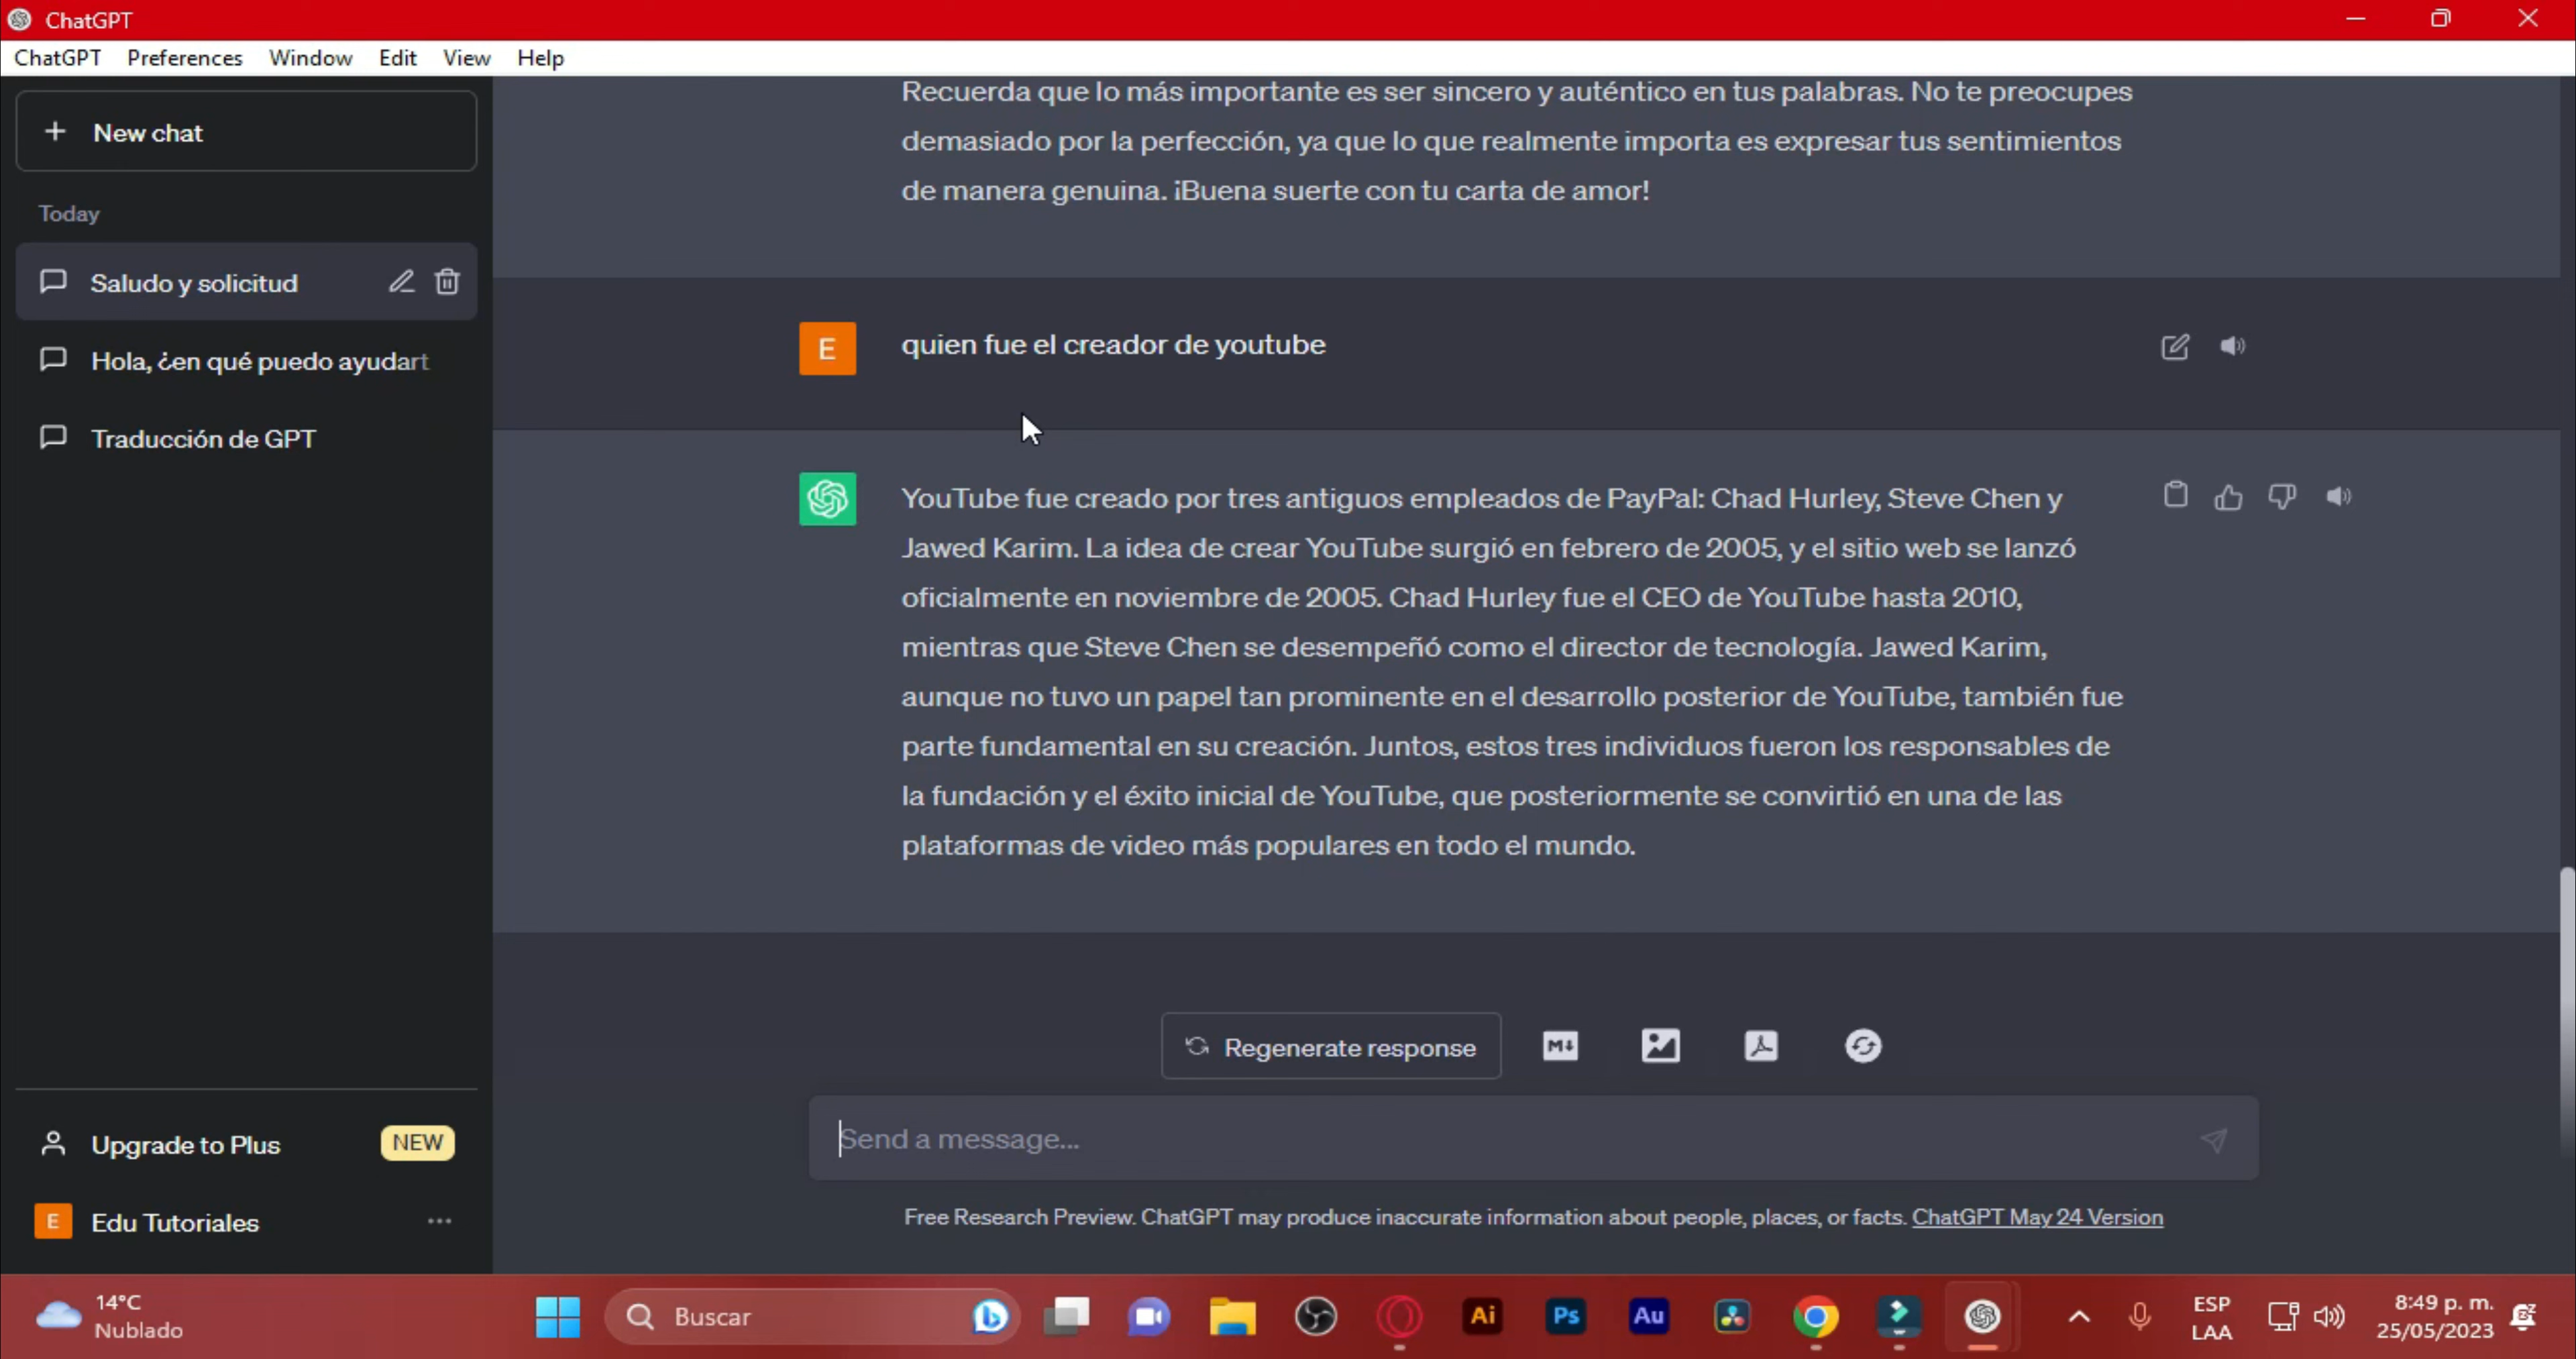 ChatGPT
ChatGPT Preferences Window Edit View Help
New chat
Today
Saludo y solicitud
Hola, ¿en qué puedo ayudart
Traducción de GPT
Upgrade to Plus NEW
E Edu Tutoriales
Recuerda que lo más importante es ser sincero y auténtico en tus palabras. No te preocupes
demasiado por la perfección, ya que lo que realmente importa es expresar tus sentimientos
de manera genuina. ¡Buena suerte con tu carta de amor!
E quien fue el creador de youtube
YouTube fue creado por tres antiguos empleados de PayPal: Chad Hurley, Steve Chen y
Jawed Karim. La idea de crear YouTube surgió en febrero de 2005, y el sitio web se lanzó
oficialmente en noviembre de 2005. Chad Hurley fue el CEO de YouTube hasta 2010,
mientras que Steve Chen se desempeñó como el director de tecnología. Jawed Karim,
aunque no tuvo un papel tan prominente en el desarrollo posterior de YouTube, también fue
parte fundamental en su creación. Juntos, estos tres individuos fueron los responsables de
la fundación y el éxito inicial de YouTube, que posteriormente se convirtió en una de las
plataformas de video más populares en todo el mundo.
Regenerate response M
Send a message...
Free Research Preview. ChatGPT may produce inaccurate information about people, places, or facts. ChatGPT May 24 Version
14°C
Nublado
Buscar
Ai Ps Au
ESP
LAA
8:49 p. m.
25/05/2023